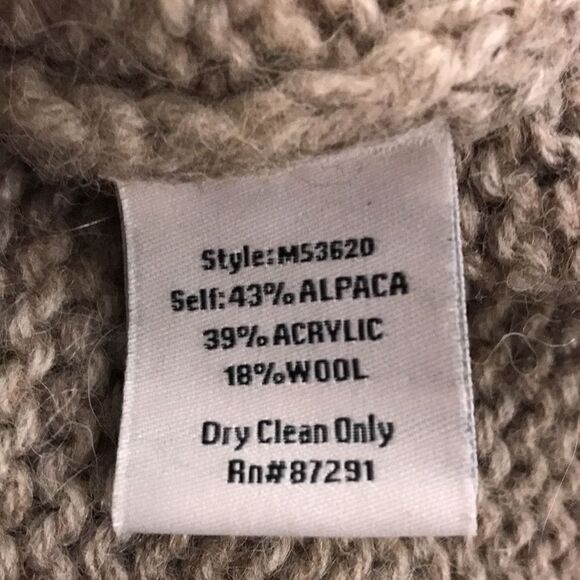 Style:M53620
Self:43%ALPACA
39%ACRYLIC
18%WOOL
Dry Clean Only
Rn#87291